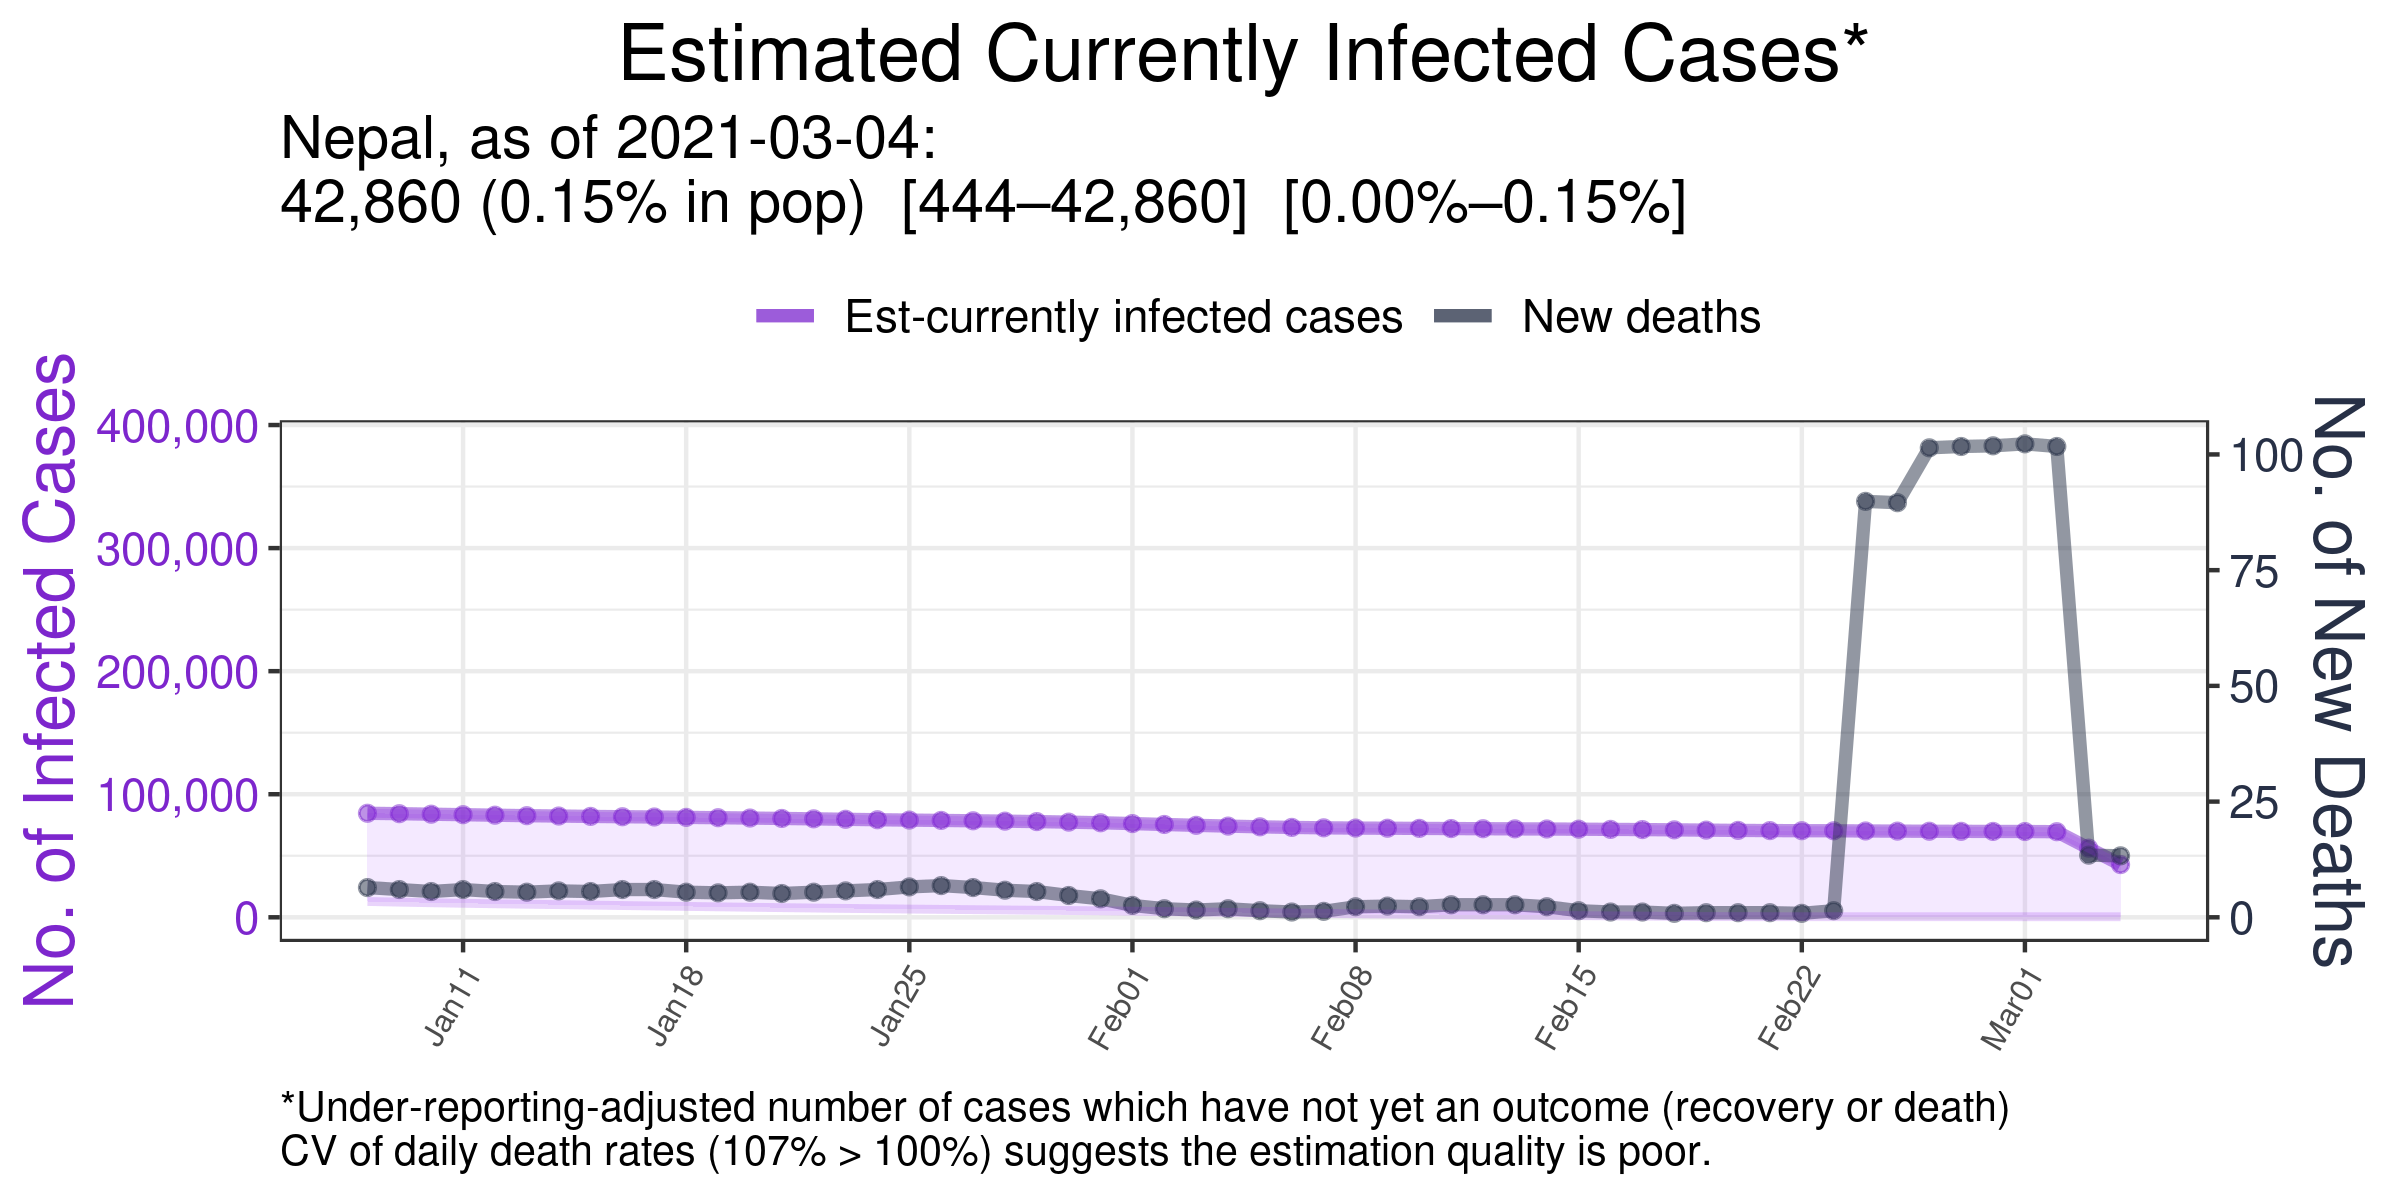 Estimated Currently Infected Cases*
Nepal, as of 2021-03-04:
42,860 (0.15% in pop) [444–42,860] [0.00%–0.15%]
Est-currently infected cases
New deaths
No. of Infected Cases
400,000
300,000
200,000
100,000
0
100
75
50
25
0
No. of New Deaths
Jan11
Jan18
Jan25
Feb01
Feb08
Feb15
Feb22
Mar01
*Under-reporting-adjusted number of cases which have not yet an outcome (recovery or death)
CV of daily death rates (107% > 100%) suggests the estimation quality is poor.